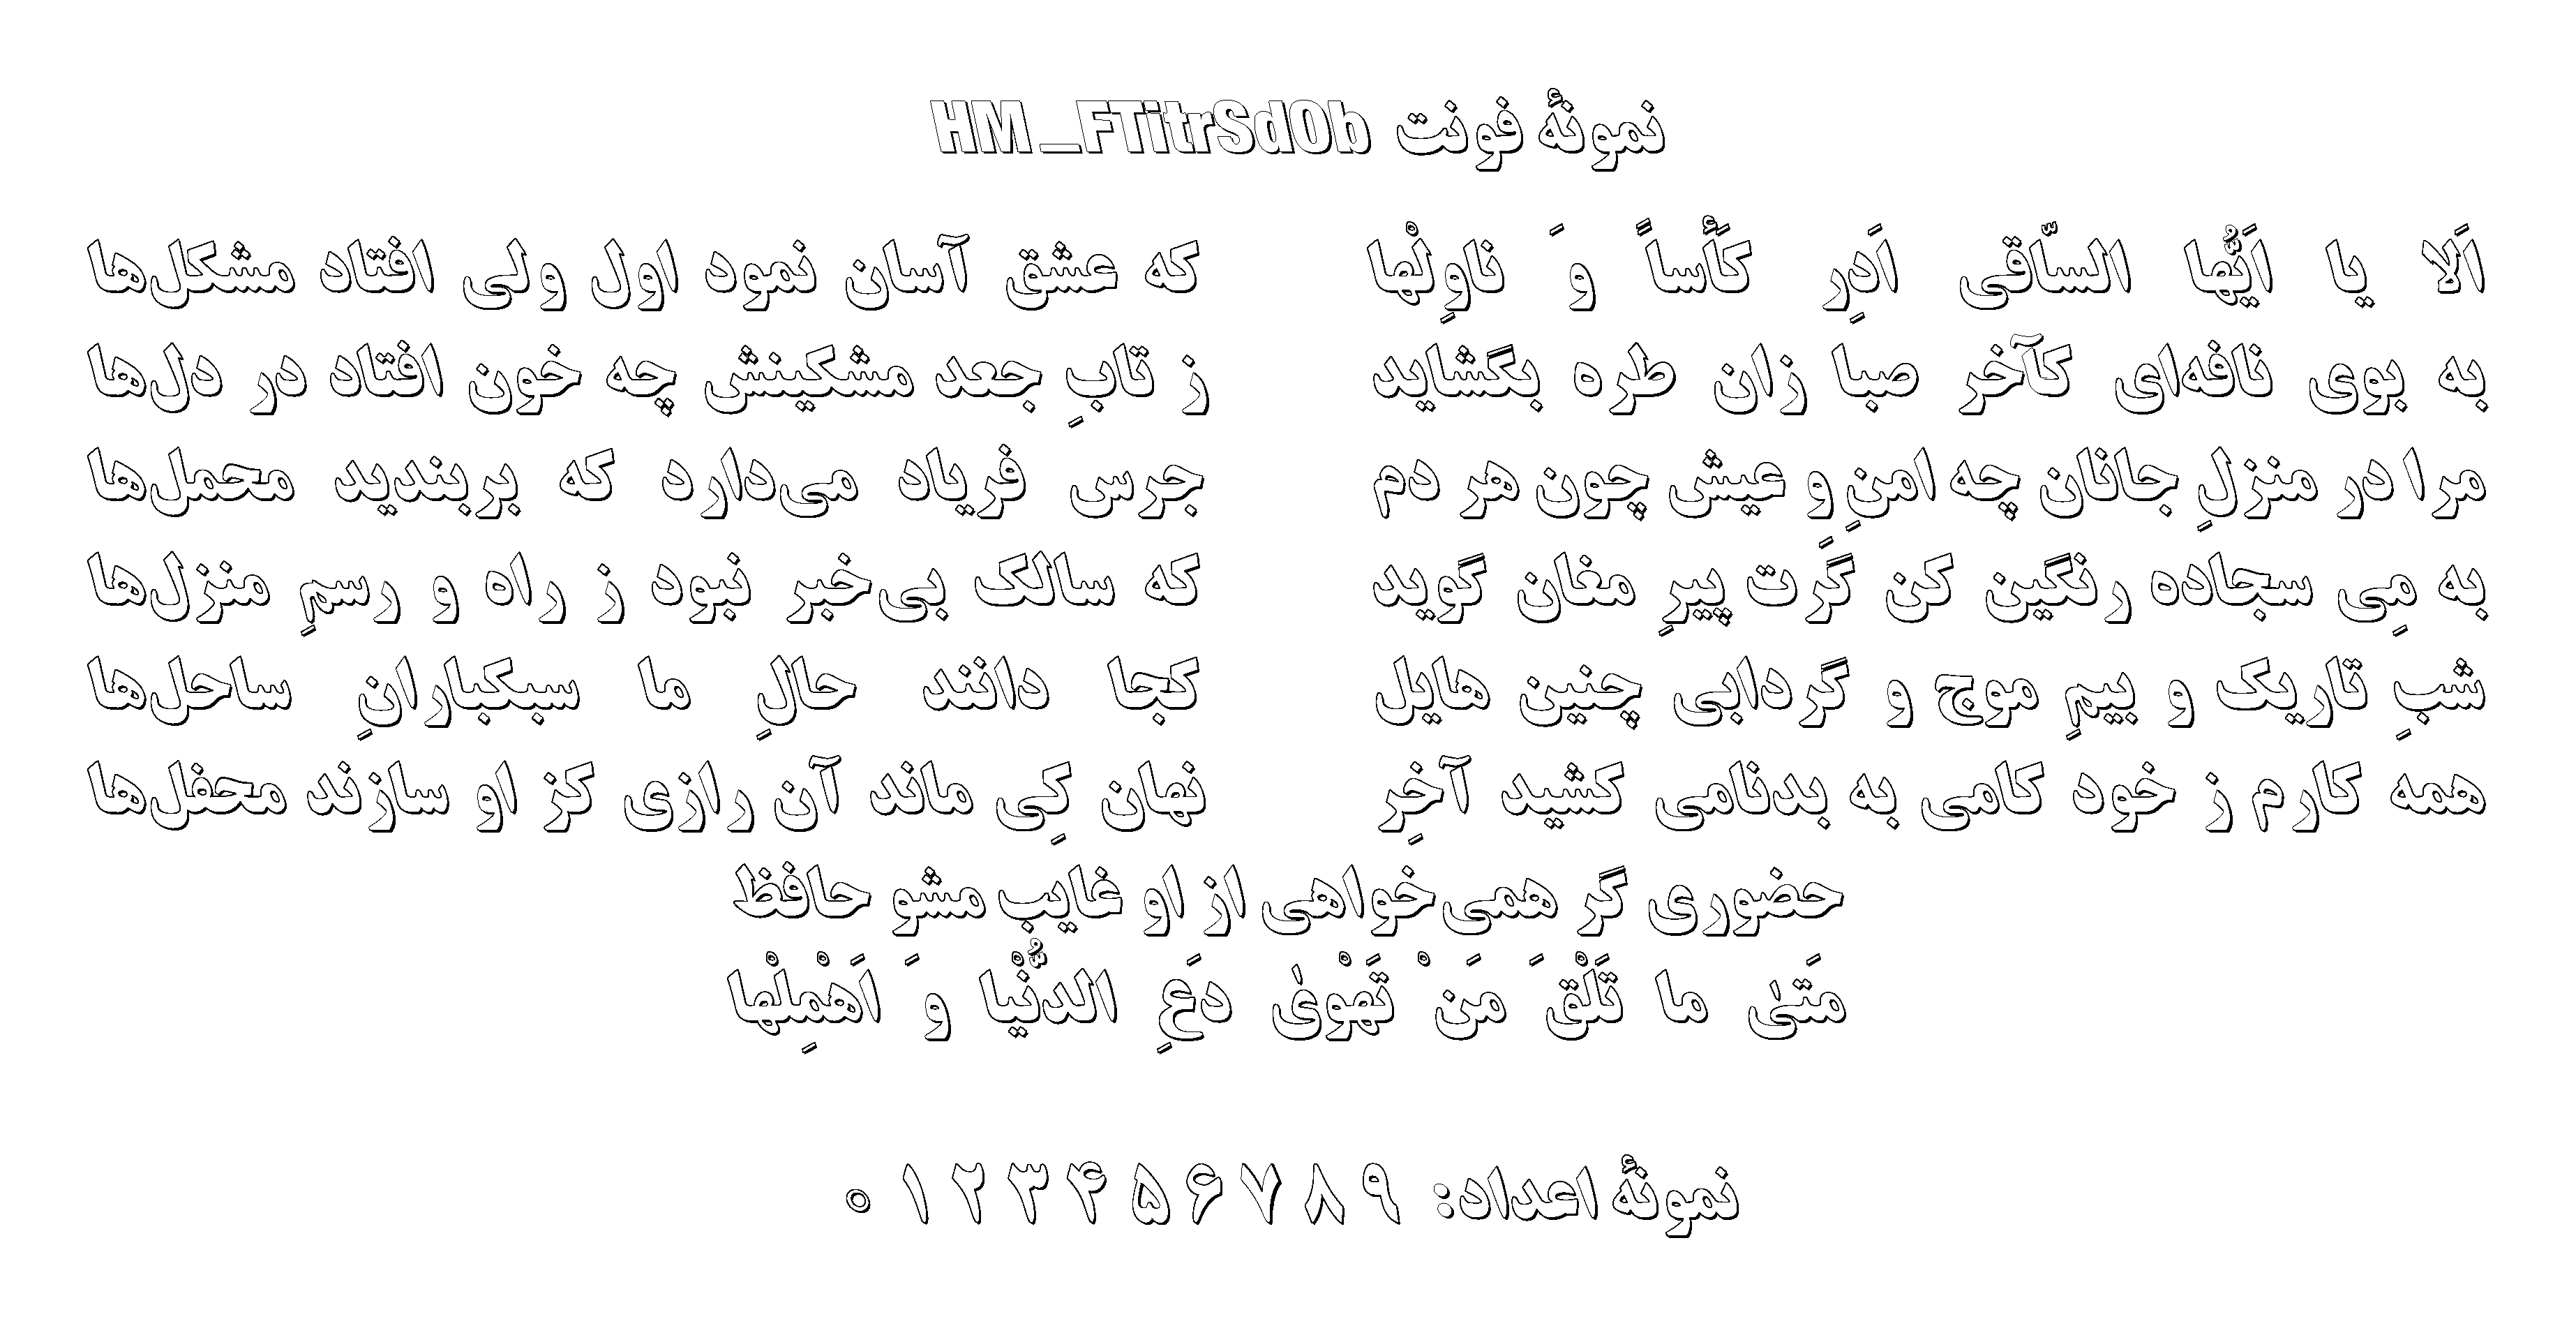 نمونهٔ فونت HM_FTitrSdOb
اَلا یا اَیُّها السّاقی اَدِر کَأساً وَ ناوِلْها که عشق آسان نمود اول ولی افتاد مشکل‌ها
به بوی نافه‌ای کآخر صبا زان طره بگشاید ز تابِ جعد مشکینش چه خون افتاد در دل‌ها
مرا در منزلِ جانان چه امنِ و عیش چون هر دم جرس فریاد می‌دارد که بربندید محمل‌ها
به مِی سجاده رنگین کن گَرت پیرِ مغان گوید که سالک بی‌خبر نبود ز راه و رسمِ منزل‌ها
شبِ تاریک و بیمِ موج و گردابی چنین هایل کجا دانند حالِ ما سبکبارانِ ساحل‌ها
همه کارم ز خود کامی به بدنامی کشید آخِر نهان کِی ماند آن رازی کز او سازند محفل‌ها
حضوری گر همی‌خواهی از او غایب مشو حافظ
مَتیٰ ما تَلْقَ مَنْ تَهْویٰ دَعِ الدُّنْیا وَ اَهْمِلْها
نمونهٔ اعداد: ۹ ۸ ۷ ۶ ۵ ۴ ۳ ۲ ۱ ۰